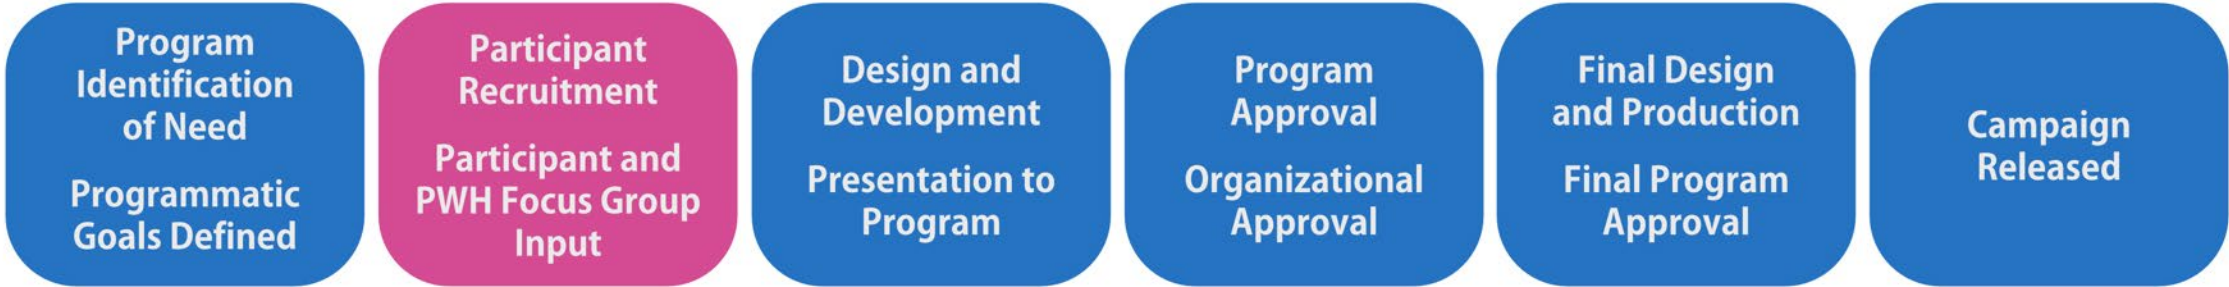 Program
Identification
of Need
Programmatic
Goals Defined
Participant
Recruitment
Participant and
PWH Focus Group
Input
Design and
Development
Presentation to
Program
Program
Approval
Organizational
Approval
Final Design
and Production
Final Program
Approval
Campaign
Released